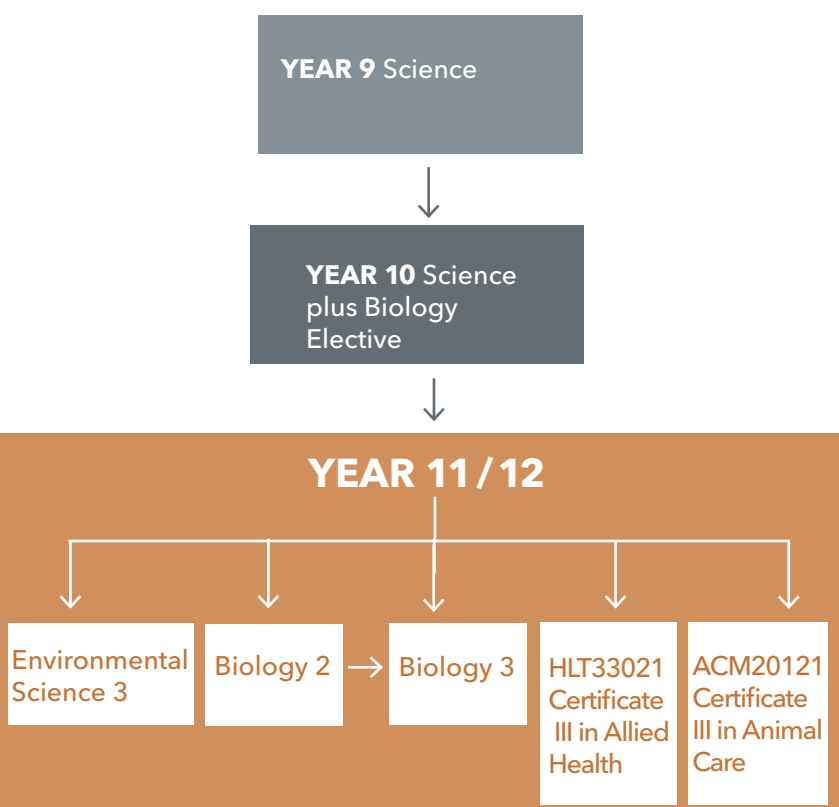 YEAR 9 Science
YEAR 10 Science
plus Biology
Elective
YEAR 11/12
Environmental
Science 3
Biology 2
Biology 3
HLT33021
Certificate
III in Allied
Health
ACM20121
Certificate
III in Animal
Care